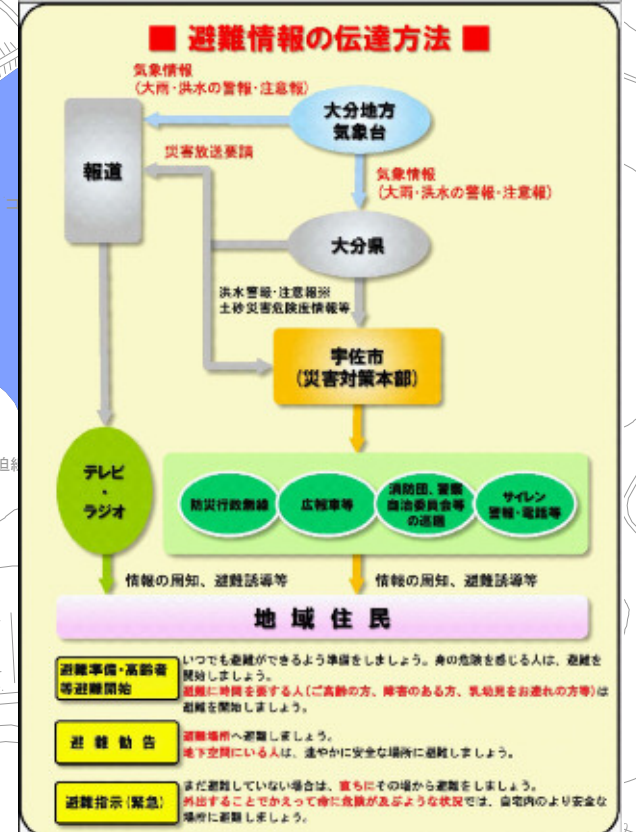 ■ 避難情報の伝達方法 ■
気象情報
(大雨・洪水の警報・注意報)
大分地方
気象台
災害放送要請
報道
気象情報
(大雨・洪水の警報・注意報)
大分県
洪水警報・注意報※
土砂災害危険度情報等
宇佐市
(災害対策本部)
テレビ
・
ラジオ
防災行政無線
広報車等
消防団、警察
自治委員会等
の巡回
サイレン
警報・電話等
情報の周知、避難誘導等
情報の周知、避難誘導等
地域住民
避難準備・高齢者
等避難開始
いつでも避難ができるよう準備をしましょう。身の危険を感じる人は、避難を
開始しましょう。
避難に時間を要する人(ご高齢の方、障害のある方、乳幼児をお連れの方等)は
避難を開始しましょう。
避難勧告
避難場所へ避難しましょう。
地下空間にいる人は、速やかに安全な場所に避難しましょう。
避難指示(緊急)
まだ避難していない場合は、直ちにその場から避難をしましょう。
外出することでかえって命に危険が及ぶような状況では、自宅内のより安全な
場所に避難しましょう。